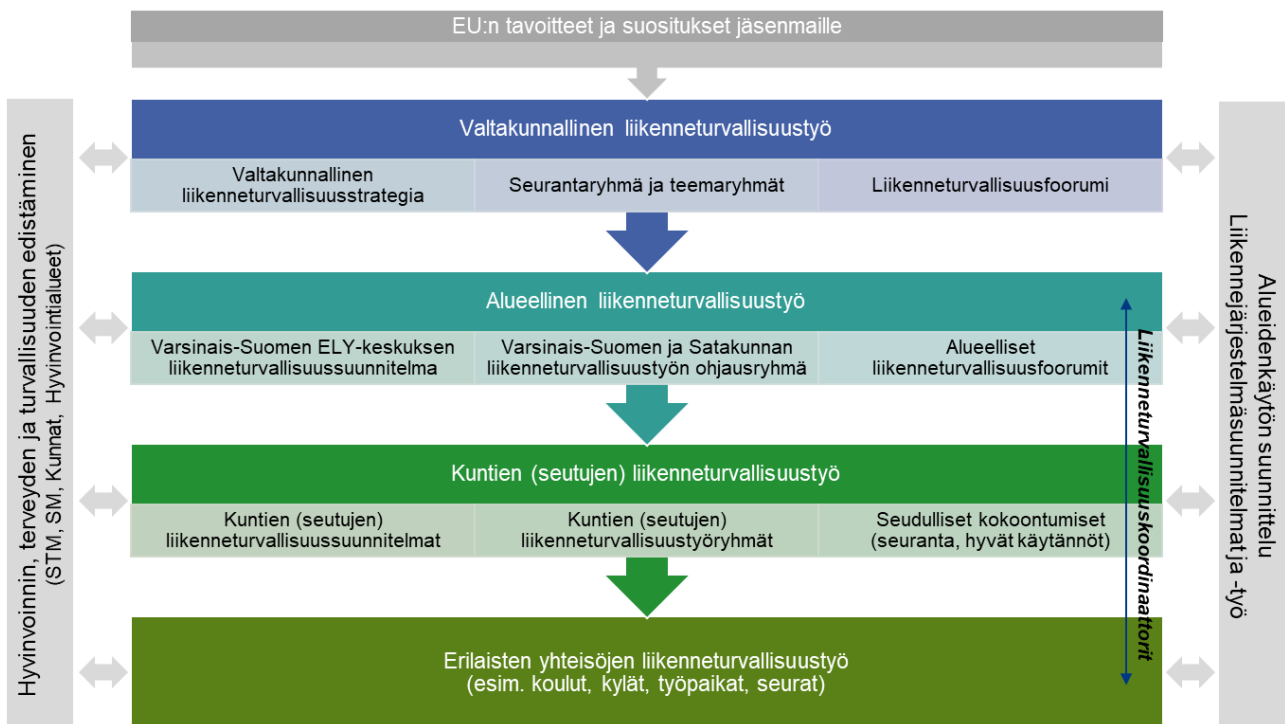 EU:n tavoitteet ja suositukset jäsenmaille
Hyvinvoinnin, terveyden ja turvallisuuden edistäminen
(STM, SM, Kunnat, Hyvinvointialueet)
Valtakunnallinen liikenneturvallisuustyö
Valtakunnallinen
liikenneturvallisuusstrategia
Seurantaryhmä ja teemaryhmät
Liikenneturvallisuusfoorumi
Alueellinen liikenneturvallisuustyö
Varsinais-Suomen ELY-keskuksen
liikenneturvallisuussuunnitelma
Varsinais-Suomen ja Satakunnan
liikenneturvallisuustyön ohjausryhmä
Alueelliset
liikenneturvallisuusfoorumit
Kuntien (seutujen) liikenneturvallisuustyö
Kuntien (seutujen)
liikenneturvallisuussuunnitelmat
Kuntien (seutujen)
liikenneturvallisuustyöryhmät
Seudulliset kokoontumiset
(seuranta, hyvät käytännöt)
Erilaisten yhteisöjen liikenneturvallisuustyö
(esim. koulut, kylät, työpaikat, seurat)
Liikenneturvallisuuskoordinaattorit
Alueidenkäytön suunnittelu
Liikennejärjestelmäsuunnitelmat ja -työ